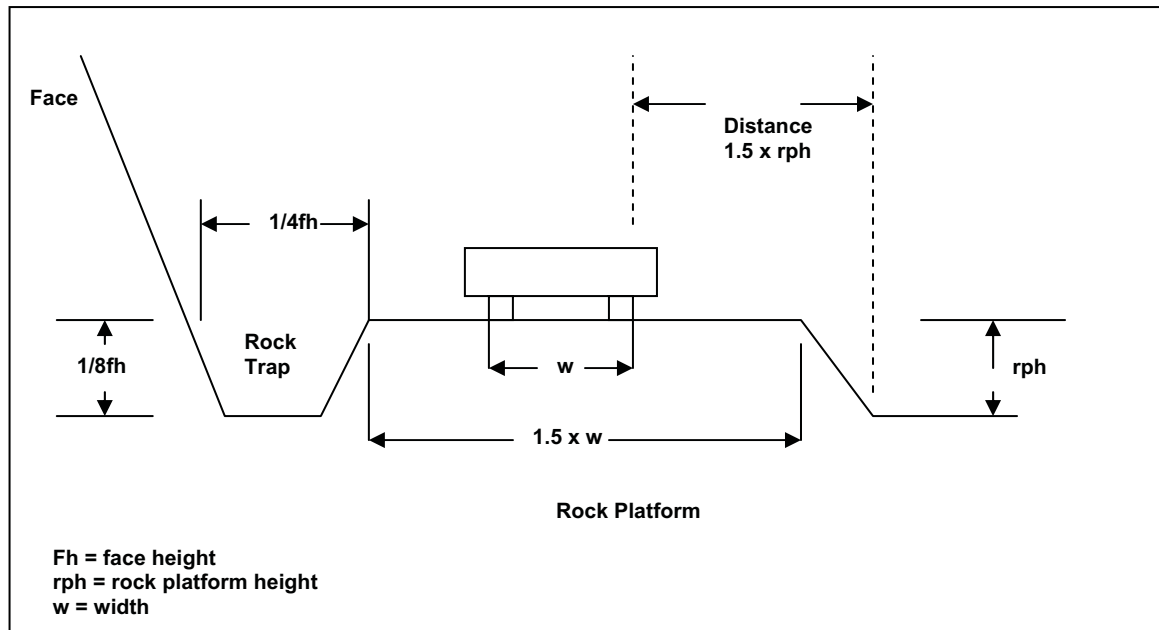 Face
Distance
1.5 x rph
1/4fh
Rock
Trap
1/8fh
w
rph
1.5 x w
Rock Platform
Fh = face height
rph = rock platform height
w = width